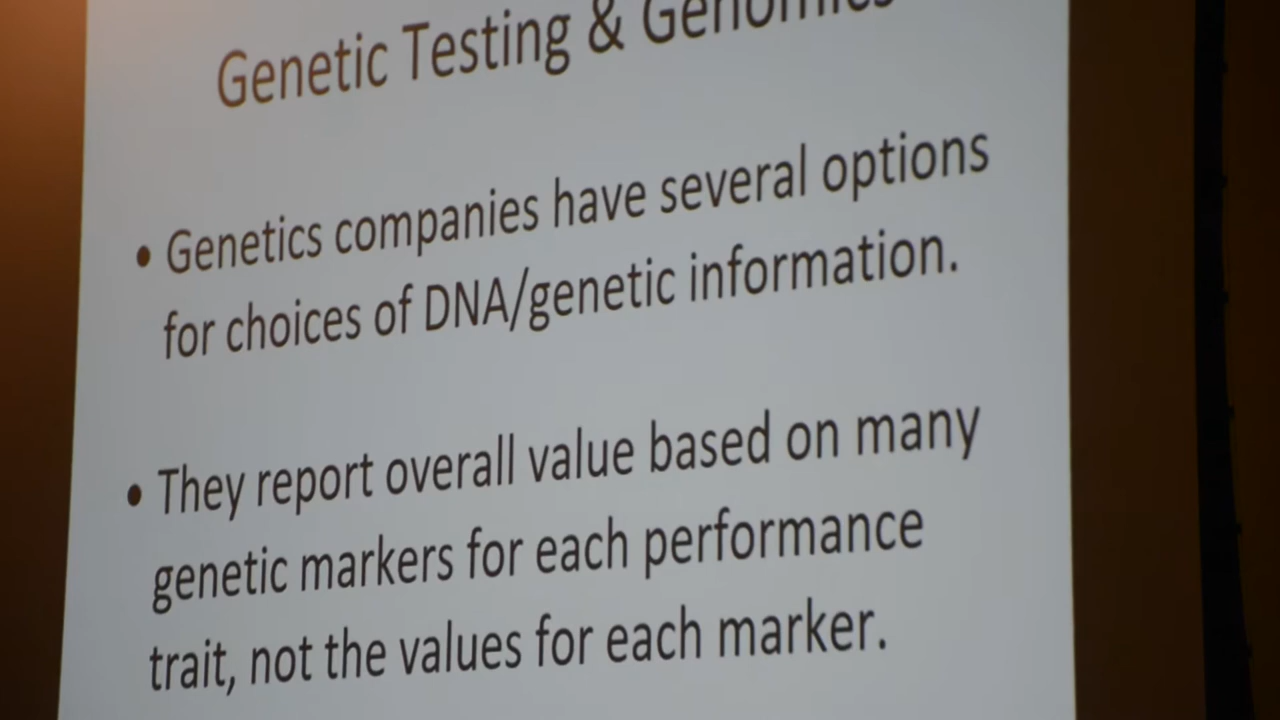 Genetic Testing & Genomics
• Genetics companies have several options
for choices of DNA/genetic information.
• They report overall value based on many
genetic markers for each performance
trait, not the values for each marker.